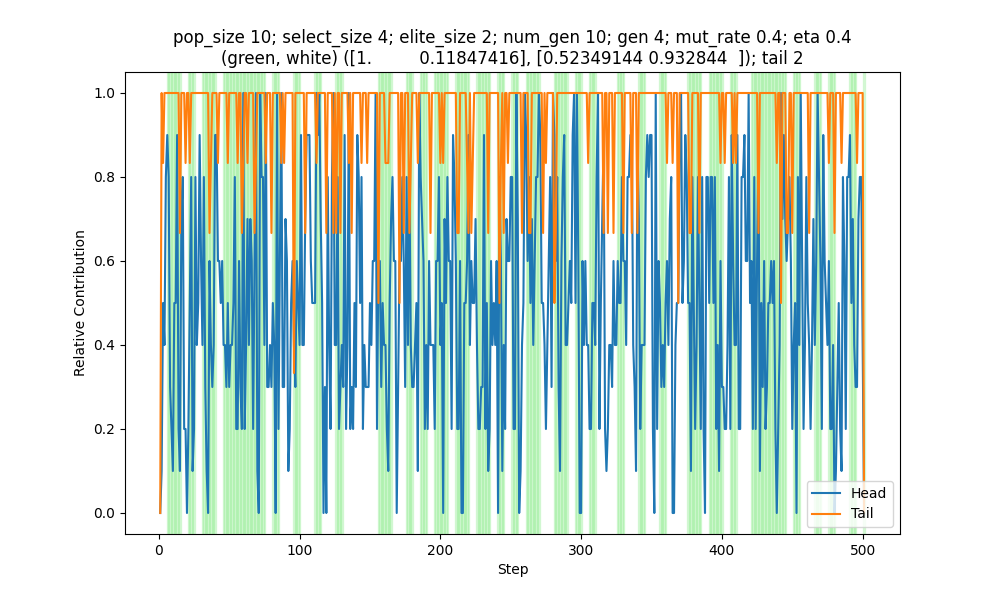 pop_size 10; select_size 4; elite_size 2; num_gen 10; gen 4; mut_rate 0.4; eta 0.4
(green, white) ([1.         0.11847416], [0.52349144 0.932844  ]); tail 2
1.0
0.8
0.6
0.4
0.2
0.0
Relative Contribution
0 100 200 300 400 500
Step
Head
Tail